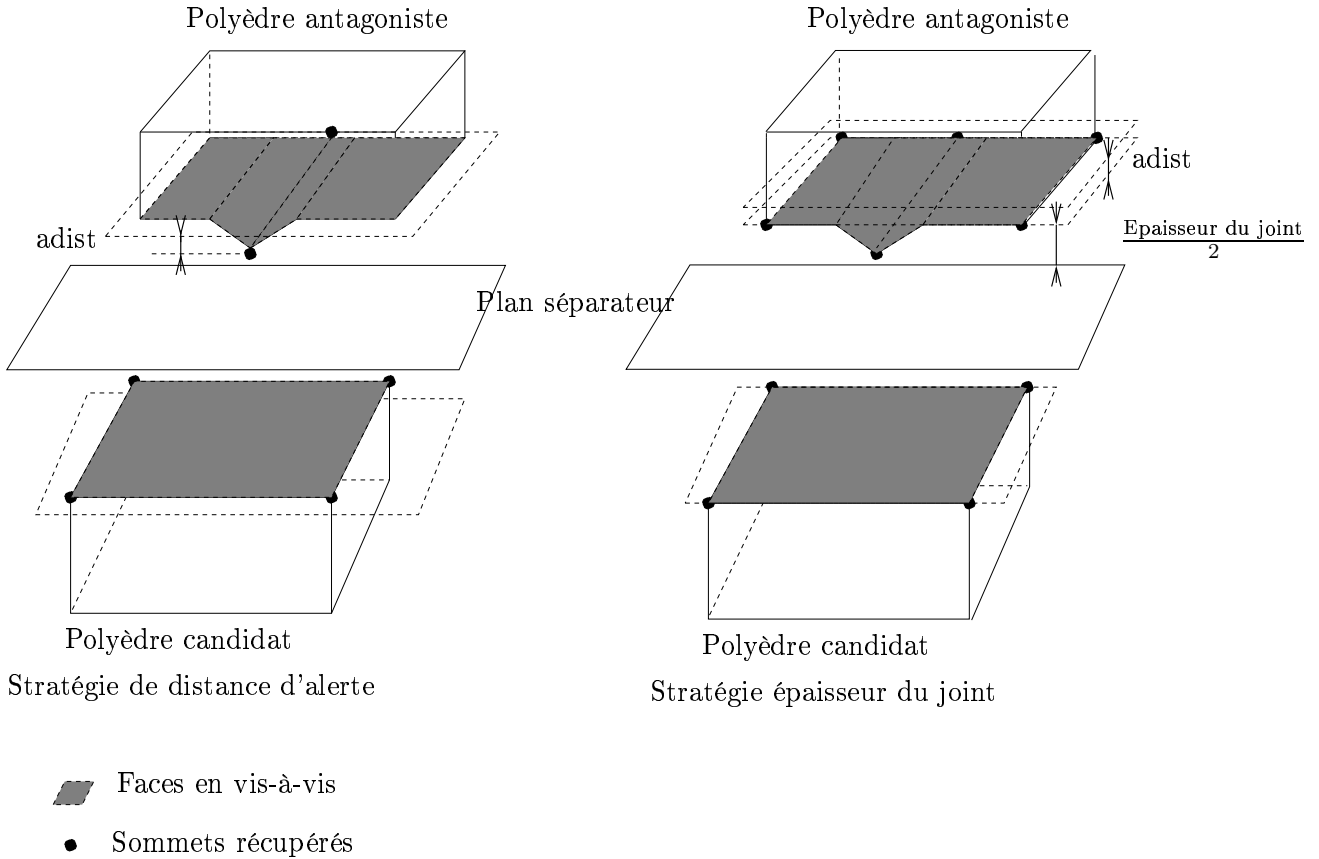 Polyèdre antagoniste
Polyèdre antagoniste
adist
adist
Epaisseur du joint
2
Plan séparateur
Polyèdre candidat
Polyèdre candidat
Stratégie de distance d'alerte
Stratégie épaisseur du joint
Faces en vis-à-vis
Sommets récupérés